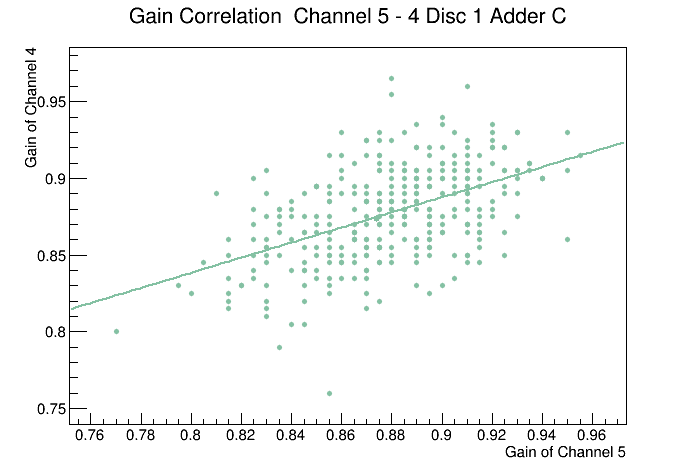 Gain Correlation  Channel 5 - 4 Disc 1 Adder C
Gain of Channel 4
0.95
0.9
0.85
0.8
0.75
0.76 0.78 0.8 0.82 0.84 0.86 0.88 0.9 0.92 0.94 0.96
Gain of Channel 5